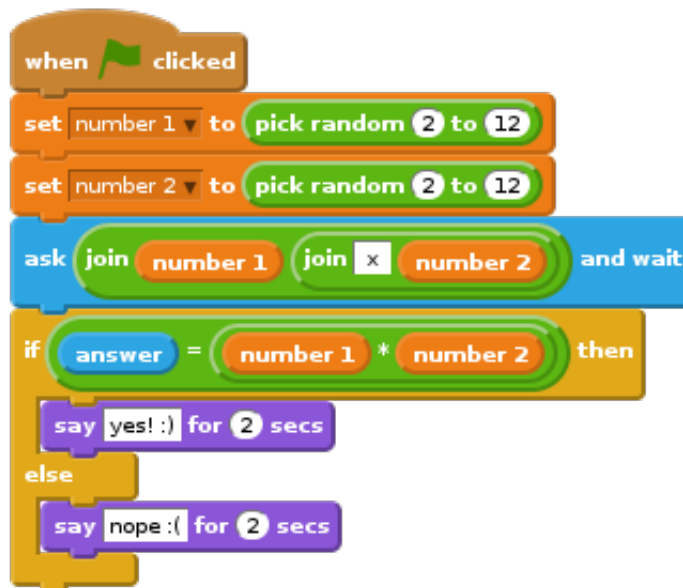 when clicked
set number 1 to pick random 2 to 12
set number 2 to pick random 2 to 12
ask join number 1 join x number 2 and wait
if answer = number 1 * number 2 then
say yes! :) for 2 secs
else
say nope :( for 2 secs